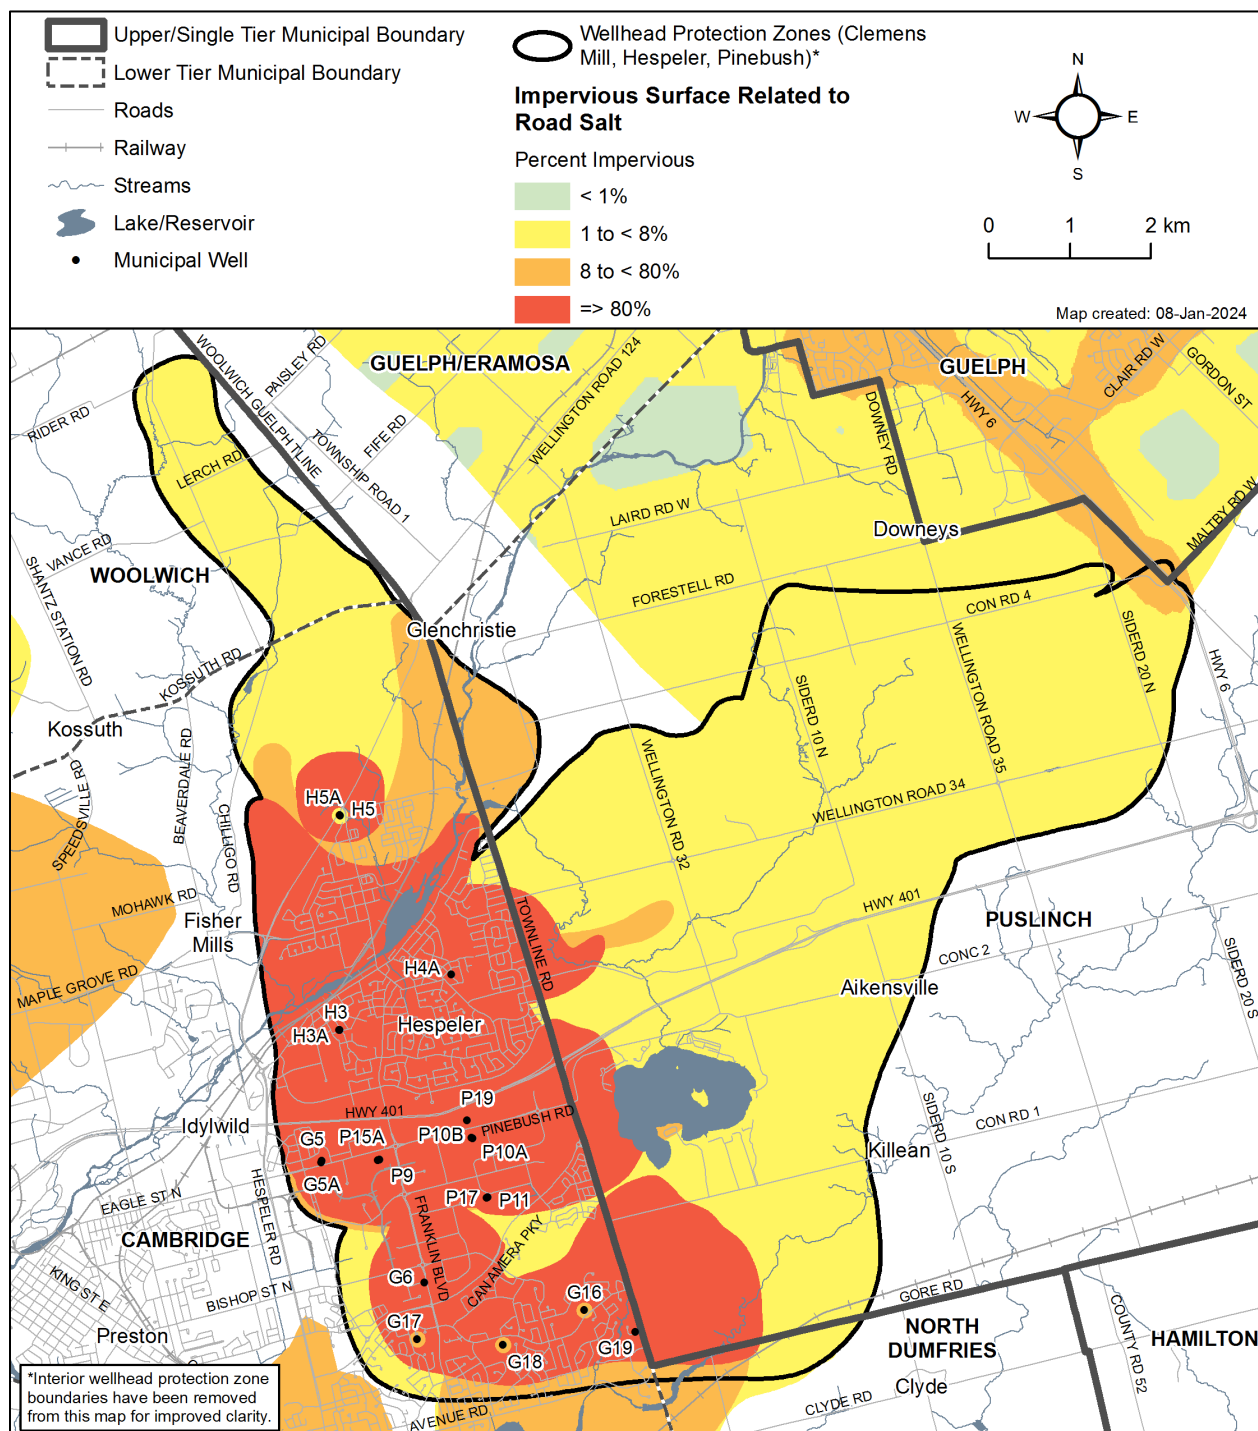 Upper/Single Tier Municipal Boundary
Lower Tier Municipal Boundary
Roads
Railway
Streams
Lake/Reservoir
Municipal Well
Wellhead Protection Zones (Clemens
Mill, Hespeler, Pinebush)*
Impervious Surface Related to
Road Salt
Percent Impervious
< 1%
1 to < 8%
8 to < 80%
=> 80%
N
W
E
S
0 1 2 km
Map created: 08-Jan-2024
WOOLWICH GUELPH TLINE
PAISLEY RD
GUELPH/ERAMOSA
WELLINGTON ROAD 124
GUELPH
CLAIR RD W
GORDON ST
RIDER RD
LERCH RD
TOWNSHIP ROAD 1
FIFE RD
DOWNEY RD
HWY 6
LAIRD RD W
Downeys
MALTBY RD W
VANCE RD
SHANTZ STATION RD
WOOLWICH
FORESTELL RD
CON RD 4
SIDERD 20 N
HWY 6
Glenchristie
KOSSUTH RD
Kossuth
SIDERD 10 N
WELLINGTON ROAD 35
WELLINGTON RD 32
WELLINGTON ROAD 34
SPEEDSVILLE RD
BEAVERDALE RD
CHILLIGO RD
H5A
H5
MOHAWK RD
Fisher
Mills
MAPLE GROVE RD
TOWNLINE RD
HWY 401
PUSLINCH
CONC 2
SIDERD 20 S
Aikensville
H4A
H3
H3A
Hespeler
Idylwild
HWY 401
P19
PINEBUSH RD
P10B
P10A
G5
P15A
G5A
P9
SIDERD 10 S
CON RD 1
Killean
EAGLE ST N
HESPELER RD
P17
P11
FRANKLIN BLVD
CAN AMERA PKY
CAMBRIDGE
KING ST E
BISHOP ST N
G6
G16
G17
G18
G19
GORE RD
Preston
NORTH
DUMFRIES
COUNTY RD 52
HAMILTON
Clyde
CLYDE RD
AVENUE RD
*Interior wellhead protection zone
boundaries have been removed
from this map for improved clarity.